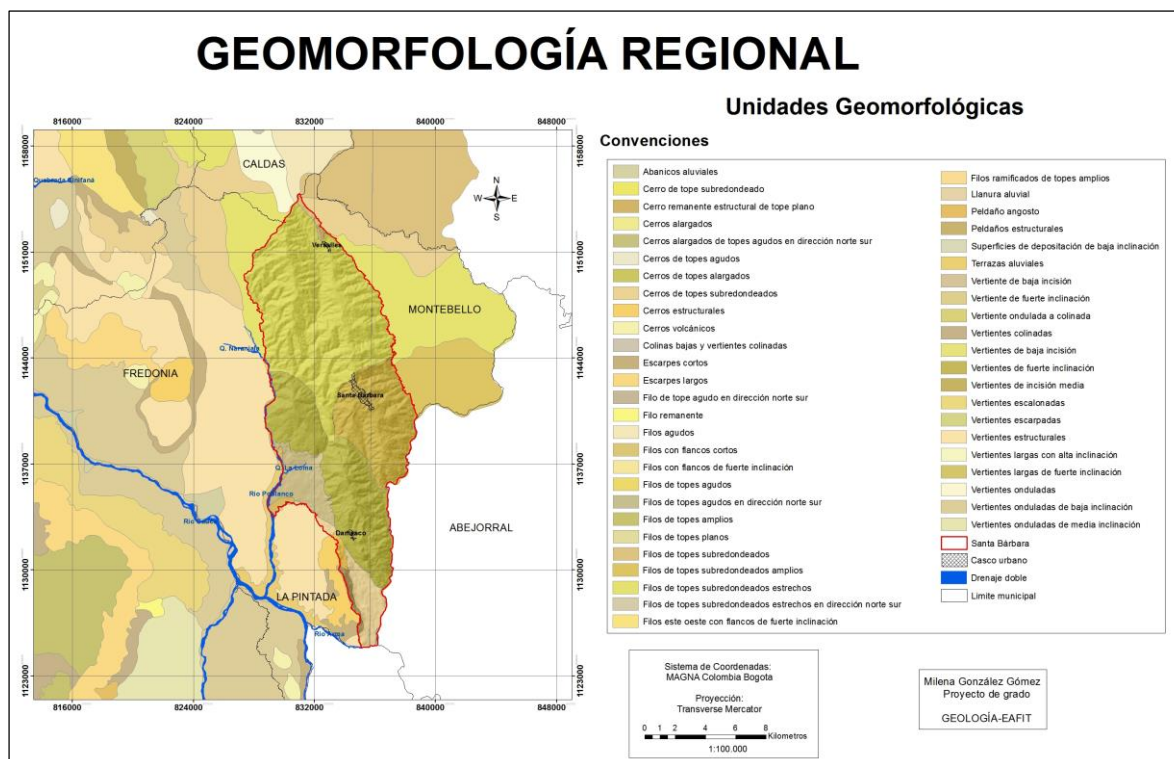 GEOMORFOLOGÍA REGIONAL
816000 824000 832000 840000 848000
1158000
1151000
1144000
1137000
1130000
1123000
CALDAS
N
W E
S
Versalles
MONTEBELLO
Q. Naranjala
FREDONIA
Santa Bárbara
Q. La Loma
Río Poblanco
ABEJORRAL
Damasco
LA PINTADA
816000 824000 832000 840000 848000
1158000
1151000
1144000
1137000
1130000
1123000
Unidades Geomorfológicas
Convenciones
Abanicos aluviales
Cerro de tope subredondeado
Cerro remanente estructural de tope plano
Cerros alargados
Cerros alargados de topes agudos en dirección norte sur
Cerros de topes agudos
Cerros de topes alargados
Cerros de topes subredondeados
Cerros estructurales
Cerros volcánicos
Colinas bajas y vertientes colinadas
Escarpes cortos
Escarpes largos
Filo de tope agudo en dirección norte sur
Filo remanente
Filos agudos
Filos con flancos cortos
Filos con flancos de fuerte inclinación
Filos de topes agudos
Filos de topes agudos en dirección norte sur
Filos de topes amplios
Filos de topes planos
Filos de topes subredondeados
Filos de topes subredondeados amplios
Filos de topes subredondeados estrechos
Filos de topes subredondeados estrechos en dirección norte sur
Filos este oeste con flancos de fuerte inclinación
Filos ramificados de topes amplios
Llanura aluvial
Peldaño angosto
Peldaños estructurales
Superficies de depositación de baja inclinación
Terrazas aluviales
Vertiente de baja incisión
Vertiente de fuerte inclinación
Vertiente ondulada a colinada
Vertientes colinadas
Vertientes de baja incisión
Vertientes de fuerte inclinación
Vertientes de incisión media
Vertientes escalonadas
Vertientes escarpadas
Vertientes estructurales
Vertientes largas con alta inclinación
Vertientes largas de fuerte inclinación
Vertientes onduladas
Vertientes onduladas de baja inclinación
Vertientes onduladas de media inclinación
Santa Bárbara
Casco urbano
Drenaje doble
Limite municipal
Sistema de Coordenadas:
MAGNA Colombia Bogota
Proyección:
Transverse Mercator
0 1 2 4 6 8
Kilometros
1:100.000
Milena González Gómez
Proyecto de grado
GEOLOGÍA-EAFIT